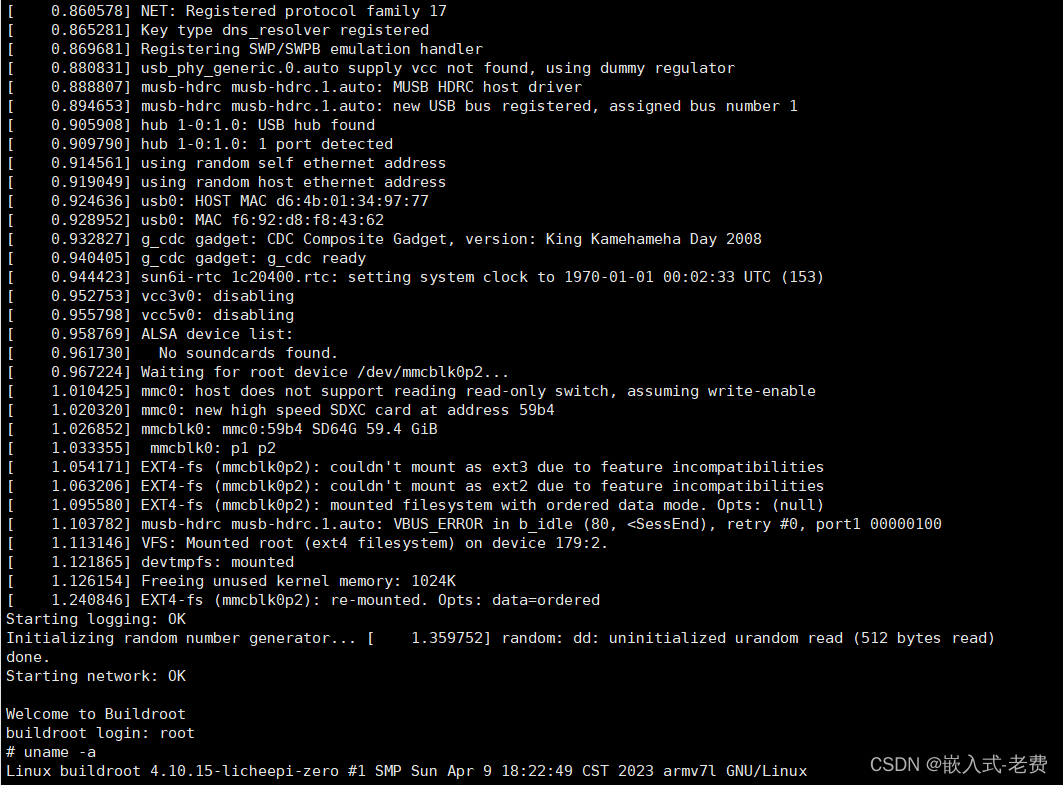 [    0.860578] NET: Registered protocol family 17
[    0.865281] Key type dns_resolver registered
[    0.869681] Registering SWP/SWPB emulation handler
[    0.880831] usb_phy_generic.0.auto supply vcc not found, using dummy regulator
[    0.888807] musb-hdrc musb-hdrc.1.auto: MUSB HDRC host driver
[    0.894653] musb-hdrc musb-hdrc.1.auto: new USB bus registered, assigned bus number 1
[    0.905908] hub 1-0:1.0: USB hub found
[    0.909790] hub 1-0:1.0: 1 port detected
[    0.914561] using random self ethernet address
[    0.919049] using random host ethernet address
[    0.924636] usb0: HOST MAC d6:4b:01:34:97:77
[    0.928952] usb0: MAC f6:92:d8:f8:43:62
[    0.932827] g_cdc gadget: CDC Composite Gadget, version: King Kamehameha Day 2008
[    0.940405] g_cdc gadget: g_cdc ready
[    0.944423] sun6i-rtc 1c20400.rtc: setting system clock to 1970-01-01 00:02:33 UTC (153)
[    0.952753] vcc3v0: disabling
[    0.955798] vcc5v0: disabling
[    0.958769] ALSA device list:
[    0.961730]   No soundcards found.
[    0.967224] Waiting for root device /dev/mmcblk0p2...
[    1.010425] mmc0: host does not support reading read-only switch, assuming write-enable
[    1.020320] mmc0: new high speed SDXC card at address 59b4
[    1.026852] mmcblk0: mmc0:59b4 SD64G 59.4 GiB
[    1.033355]  mmcblk0: p1 p2
[    1.054171] EXT4-fs (mmcblk0p2): couldn't mount as ext3 due to feature incompatibilities
[    1.063206] EXT4-fs (mmcblk0p2): couldn't mount as ext2 due to feature incompatibilities
[    1.095580] EXT4-fs (mmcblk0p2): mounted filesystem with ordered data mode. Opts: (null)
[    1.103782] musb-hdrc musb-hdrc.1.auto: VBUS_ERROR in b_idle (80, <SessEnd), retry #0, port1 00000100
[    1.113146] VFS: Mounted root (ext4 filesystem) on device 179:2.
[    1.121865] devtmpfs: mounted
[    1.126154] Freeing unused kernel memory: 1024K
[    1.240846] EXT4-fs (mmcblk0p2): re-mounted. Opts: data=ordered
Starting logging: OK
Initializing random number generator... [    1.359752] random: dd: uninitialized urandom read (512 bytes read)
done.
Starting network: OK
Welcome to Buildroot
buildroot login: root
# uname -a
Linux buildroot 4.10.15-licheepi-zero #1 SMP Sun Apr 9 18:22:49 CST 2023 armv7l GNU/Linux
CSDN @嵌入式-老费